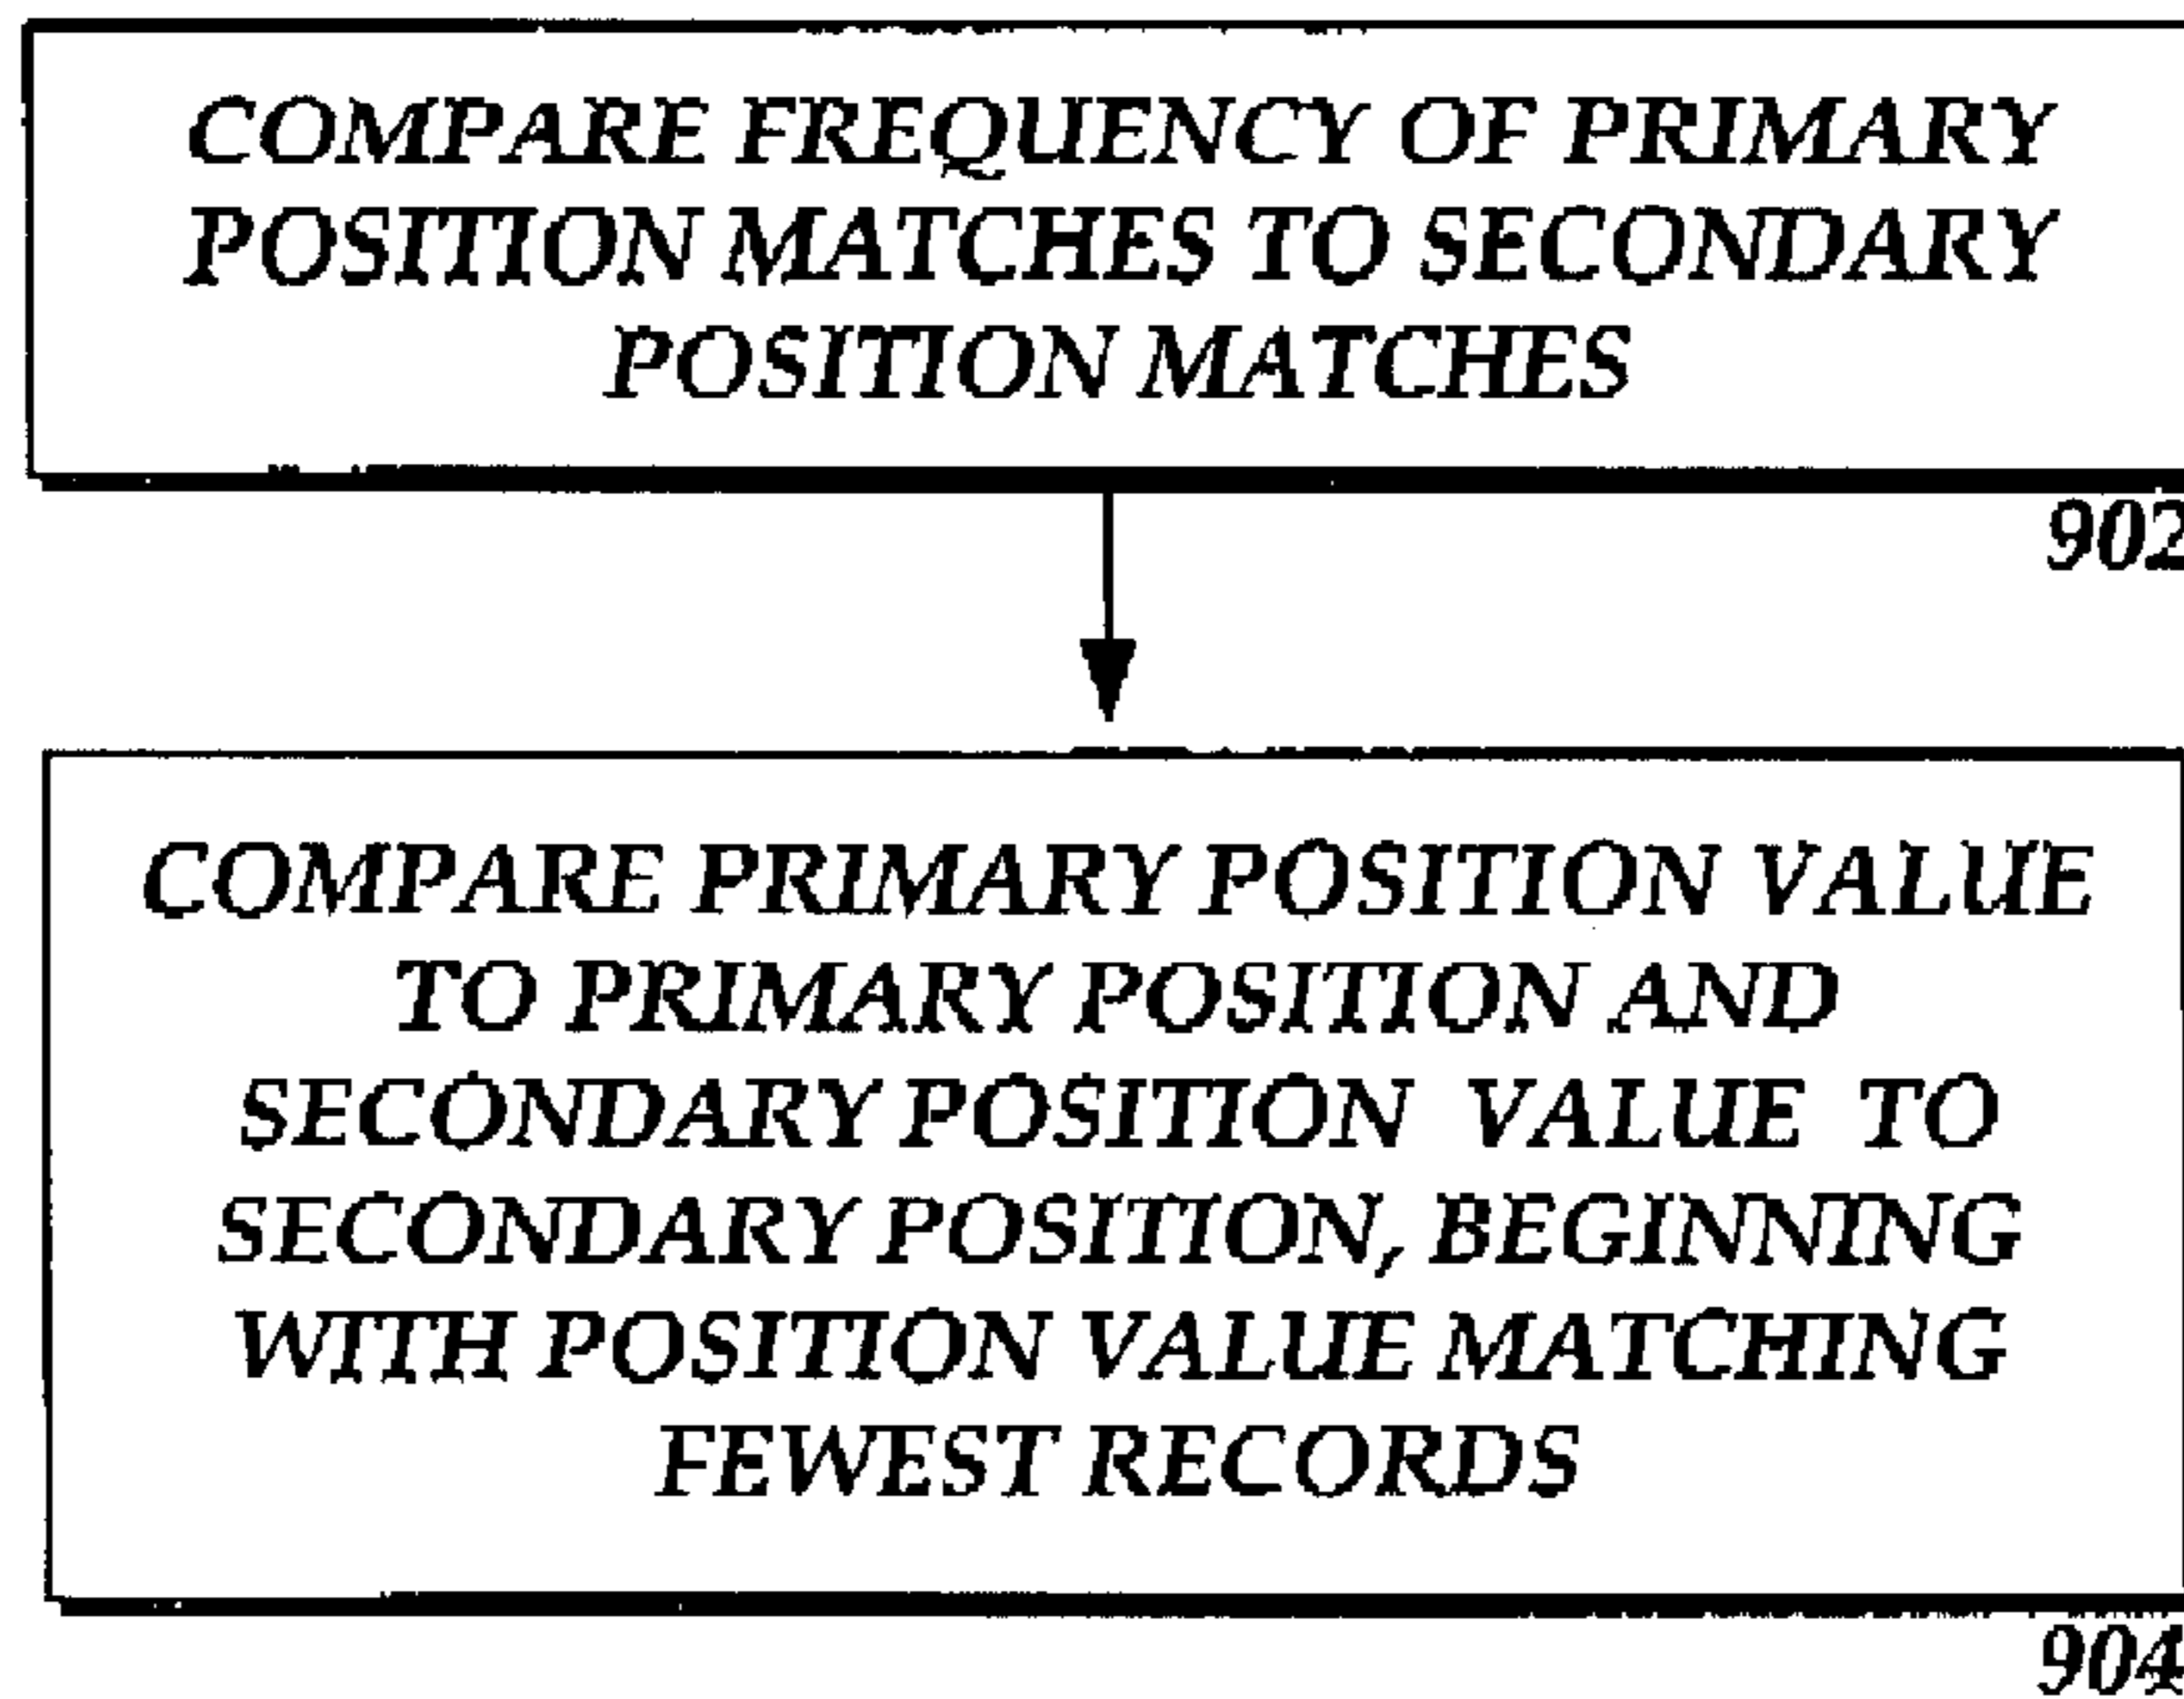 COMPARE FREQUENCY OF PRIMARY
POSITION MATCHES TO SECONDARY
POSITION MATCHES
902
COMPARE PRIMARY POSITION VALUE
TO PRIMARY POSITION AND
SECONDARY POSITION VALUE TO
SECONDARY POSITION, BEGINNING
WITH POSITION VALUE MATCHING
FEWEST RECORDS
904